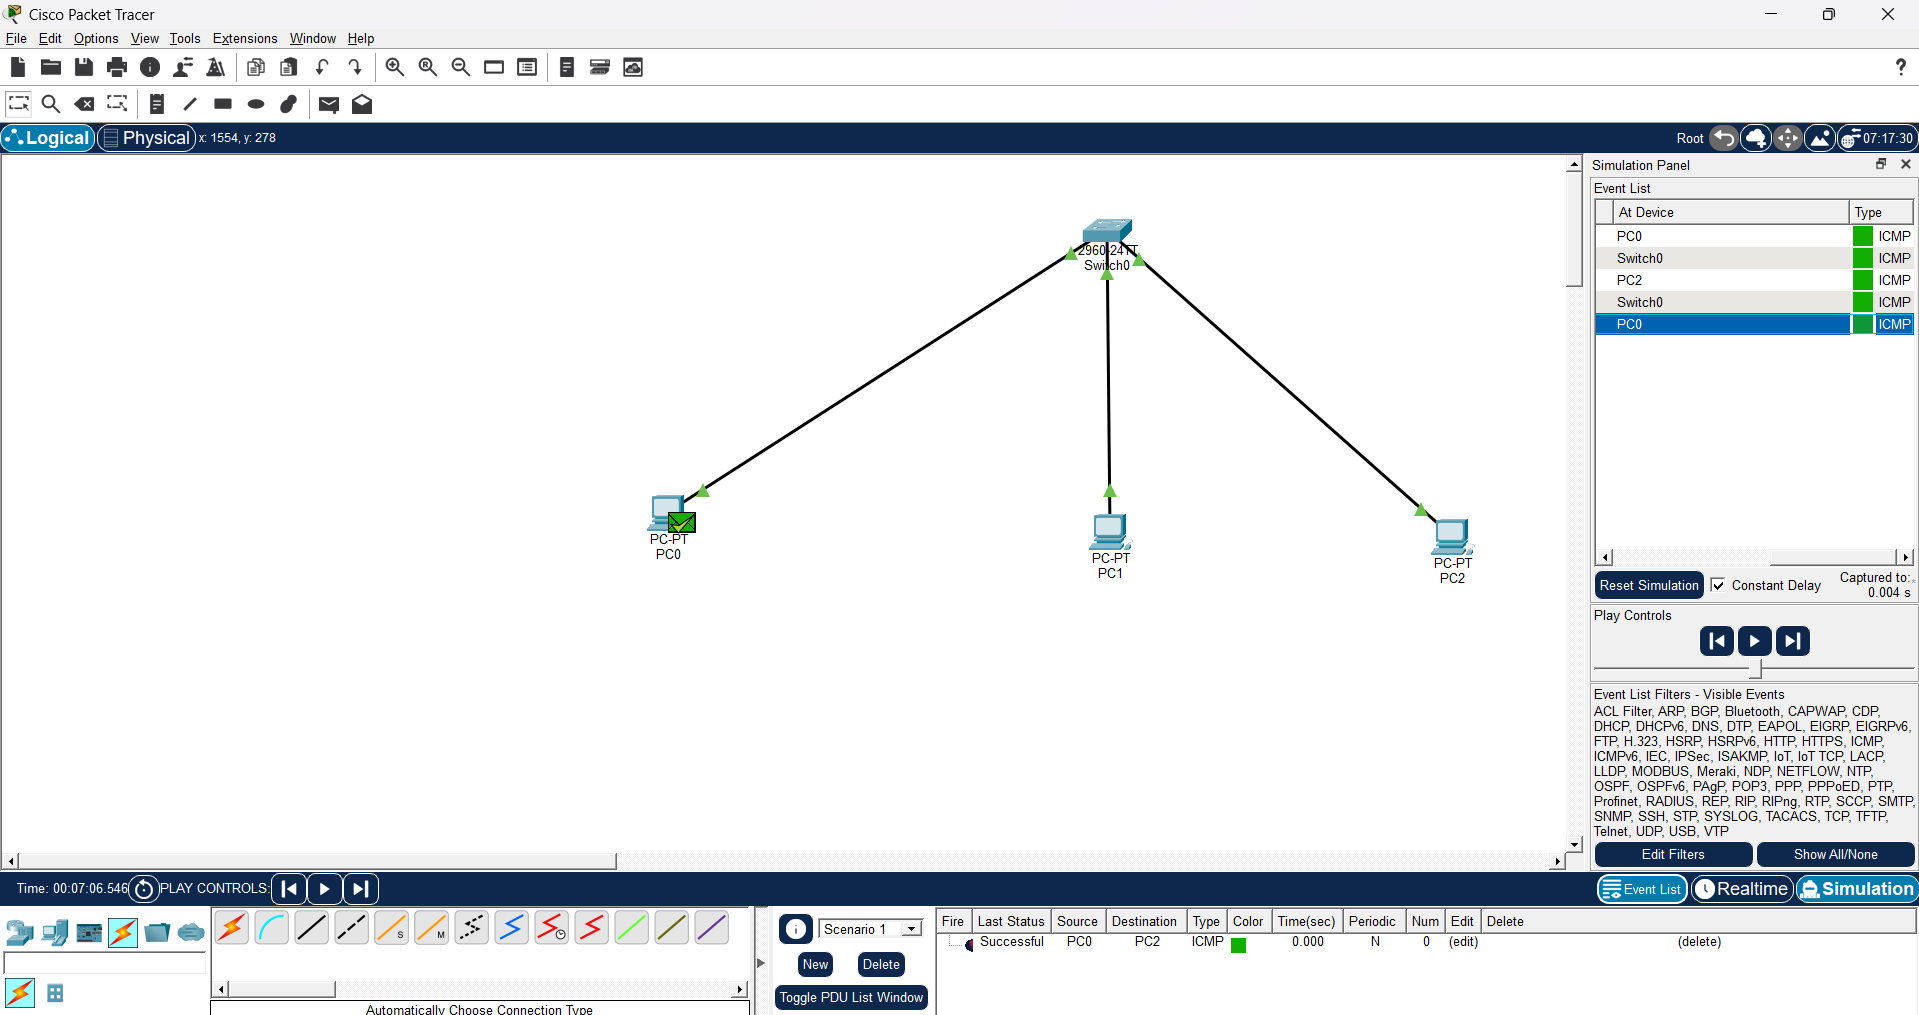 Cisco Packet Tracer
File Edit Options View Tools Extensions Window Help
?
Logical Physical x: 1554, y: 278
Root 07:17:30
2960-24TT
Switch0
PC-PT
PC0
PC-PT
PC1
PC-PT
PC2
Simulation Panel
Event List
At Device Type
PC0 ICMP
Switch0 ICMP
PC2 ICMP
Switch0 ICMP
PC0 ICMP
Reset Simulation Constant Delay Captured to:
0.004 s
Play Controls
Event List Filters - Visible Events
ACL Filter, ARP, BGP, Bluetooth, CAPWAP, CDP,
DHCP, DHCPv6, DNS, DTP, EAPOL, EIGRP, EIGRPv6,
FTP, H.323, HSRP, HSRPv6, HTTP, HTTPS, ICMP,
ICMPv6, IEC, IPSec, ISAKMP, IoT, IoT TCP, LACP,
LLDP, MODBUS, Meraki, NDP, NETFLOW, NTP,
OSPF, OSPFv6, PAgP, POP3, PPP, PPPoED, PTP,
Profinet, RADIUS, REP, RIP, RIPng, RTP, SCCP, SMTP,
SNMP, SSH, STP, SYSLOG, TACACS, TCP, TFTP,
Telnet, UDP, USB, VTP
Edit Filters Show All/None
Time: 00:07:06.546 PLAY CONTROLS:
Event List Realtime Simulation
S M
Automatically Choose Connection Type
Scenario 1
New Delete
Toggle PDU List Window
Fire Last Status Source Destination Type Color Time(sec) Periodic Num Edit Delete
Successful PC0 PC2 ICMP 0.000 N 0 (edit) (delete)